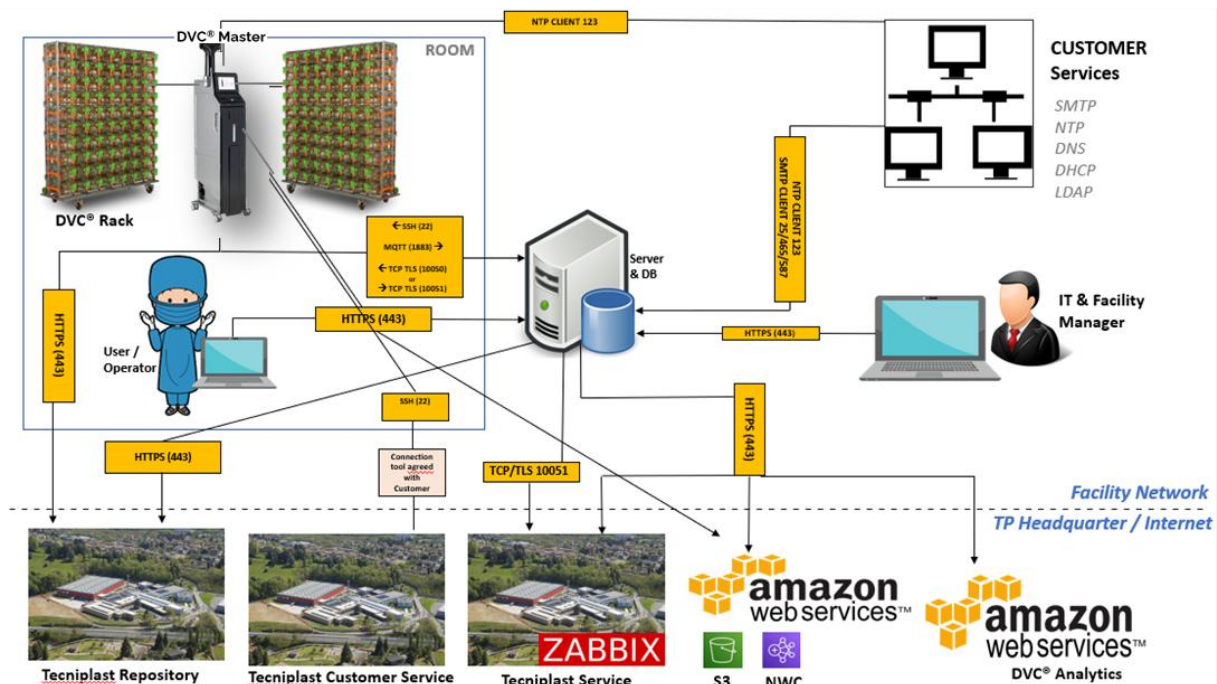 NTP CLIENT 123
DVC® Master
ROOM
CUSTOMER
Services
SMTP
NTP
DNS
DHCP
LDAP
DVC® Rack
NTP CLIENT 123
SMTP CLIENT 25/465/587
← SSH (22)
MQTT (1883) →
← TCP TLS (10050)
or
→ TCP TLS (10051)
Server
& DB
IT & Facility
Manager
HTTPS (443)
HTTPS (443)
HTTPS (443)
User /
Operator
SSH (22)
HTTPS (443)
HTTPS (443)
Connection
tool agreed
with
Customer
TCP/TLS 10051
Facility Network
TP Headquarter / Internet
amazon
web services™
amazon
web services™
ZABBIX
Tecniplast Repository
Tecniplast Customer Service
Tecniplast Service
S3
NWC
DVC® Analytics